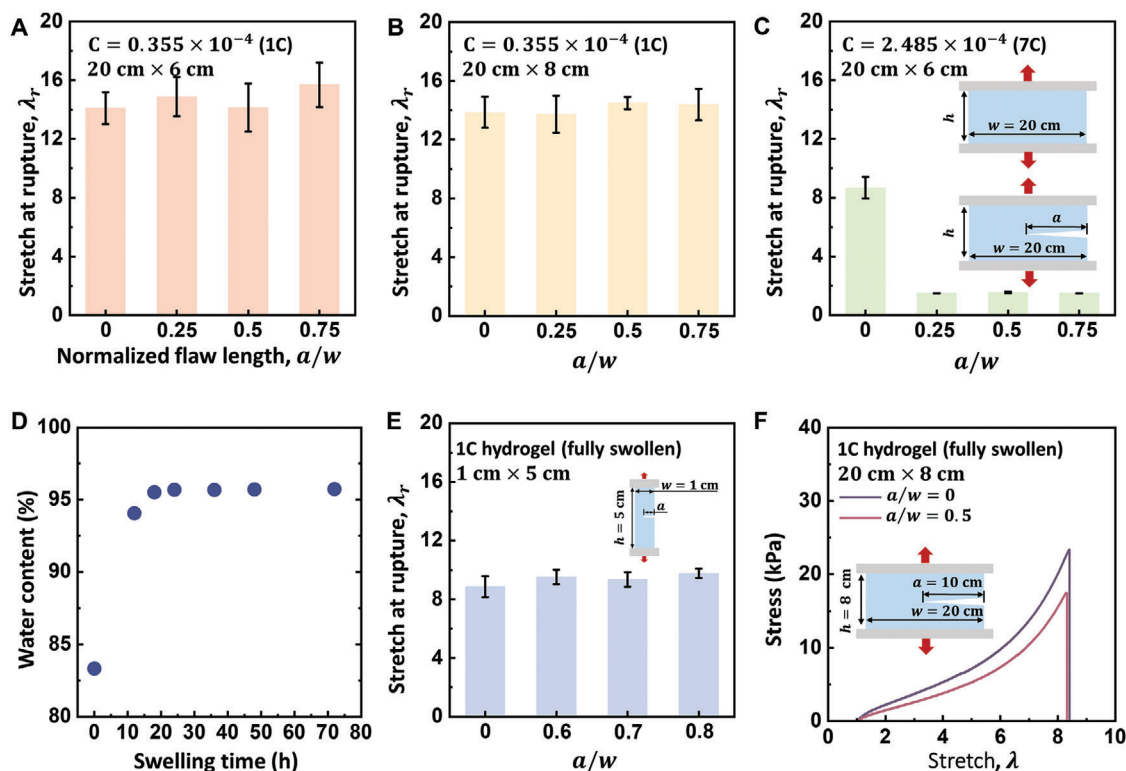 A
C = 0.355 × 10⁻⁴ (1C)
20 cm × 6 cm
Stretch at rupture, λᵣ
20
16
12
8
4
0
0 0.25 0.5 0.75
Normalized flaw length, a/w
B
C = 0.355 × 10⁻⁴ (1C)
20 cm × 8 cm
Stretch at rupture, λᵣ
20
16
12
8
4
0
0 0.25 0.5 0.75
a/w
C
C = 2.485 × 10⁻⁴ (7C)
20 cm × 6 cm
Stretch at rupture, λᵣ
20
16
12
8
4
0
h
w = 20 cm
h
a
w = 20 cm
0 0.25 0.5 0.75
a/w
D
Water content (%)
100
95
90
85
80
0 10 20 30 40 50 60 70 80
Swelling time (h)
E
1C hydrogel (fully swollen)
1 cm × 5 cm
Stretch at rupture, λᵣ
20
16
12
8
4
0
w = 1 cm
a
h = 5 cm
0 0.6 0.7 0.8
a/w
F
1C hydrogel (fully swollen)
20 cm × 8 cm
a/w = 0
a/w = 0.5
Stress (kPa)
40
30
20
10
0
h = 8 cm
a = 10 cm
w = 20 cm
0 2 4 6 8 10
Stretch, λ